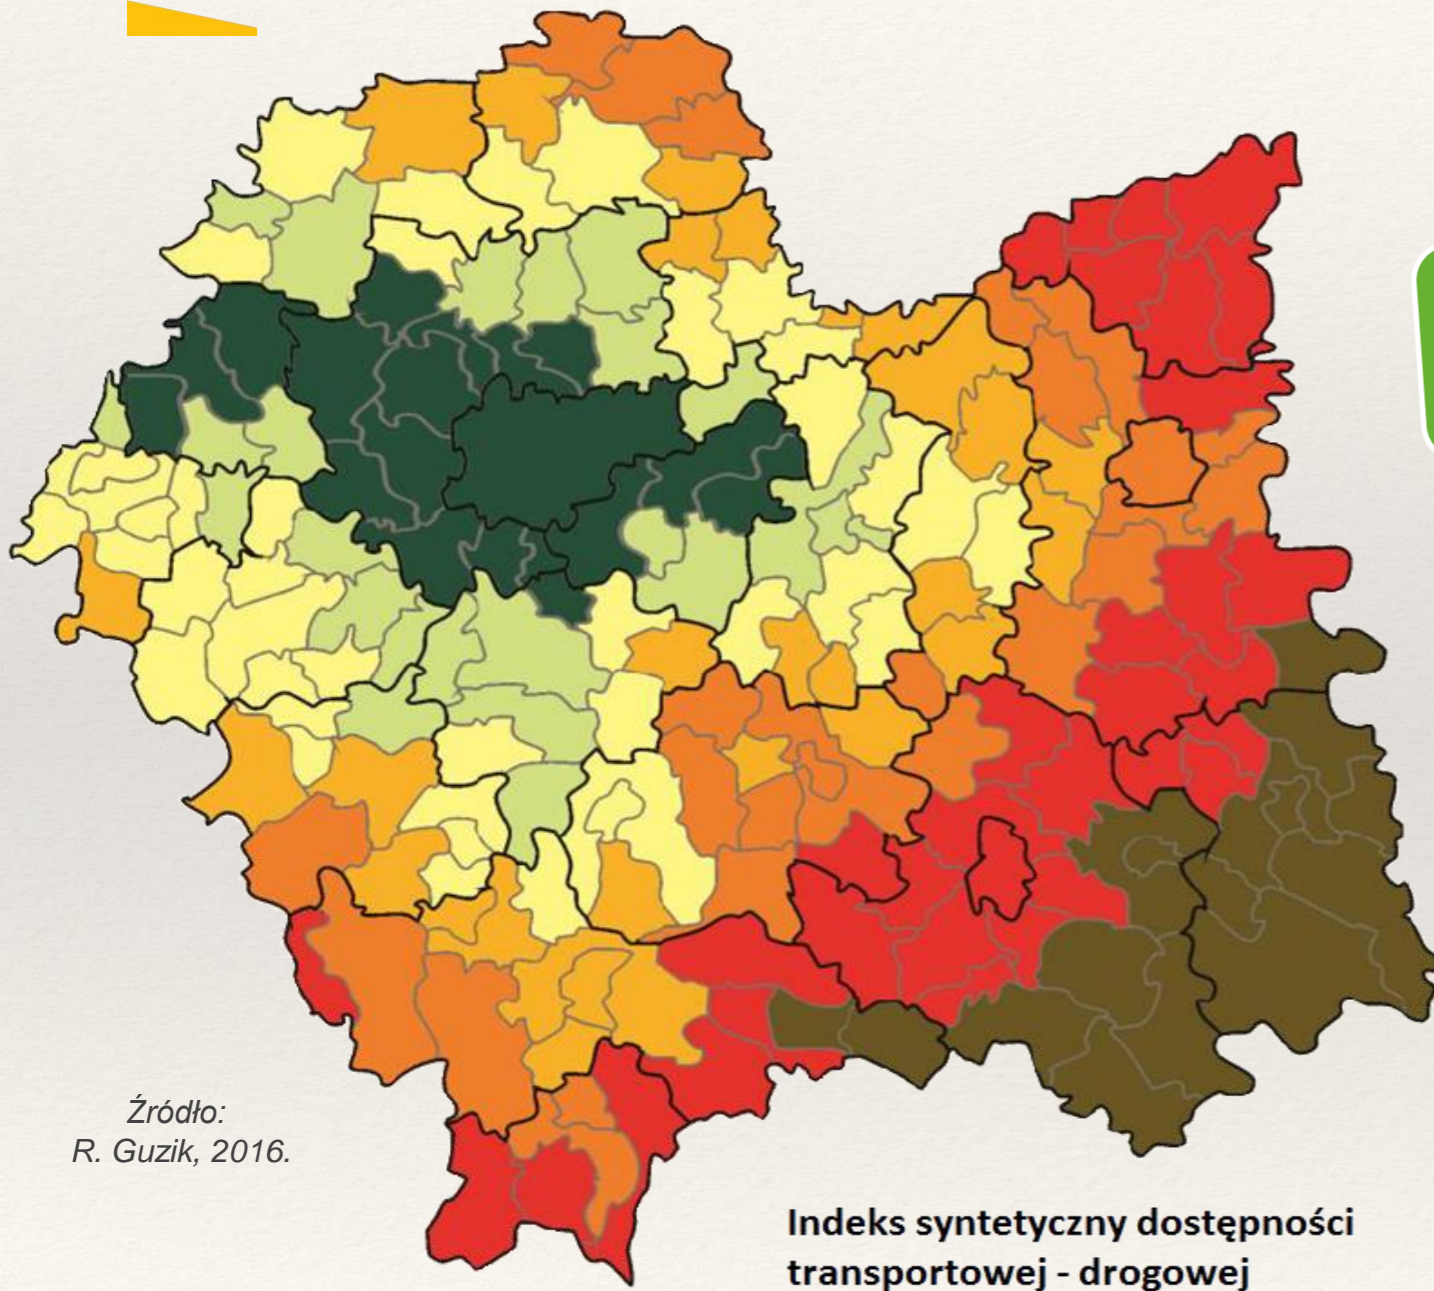 Źródło:
R. Guzik, 2016.
Indeks syntetyczny dostępności
transportowej - drogowej